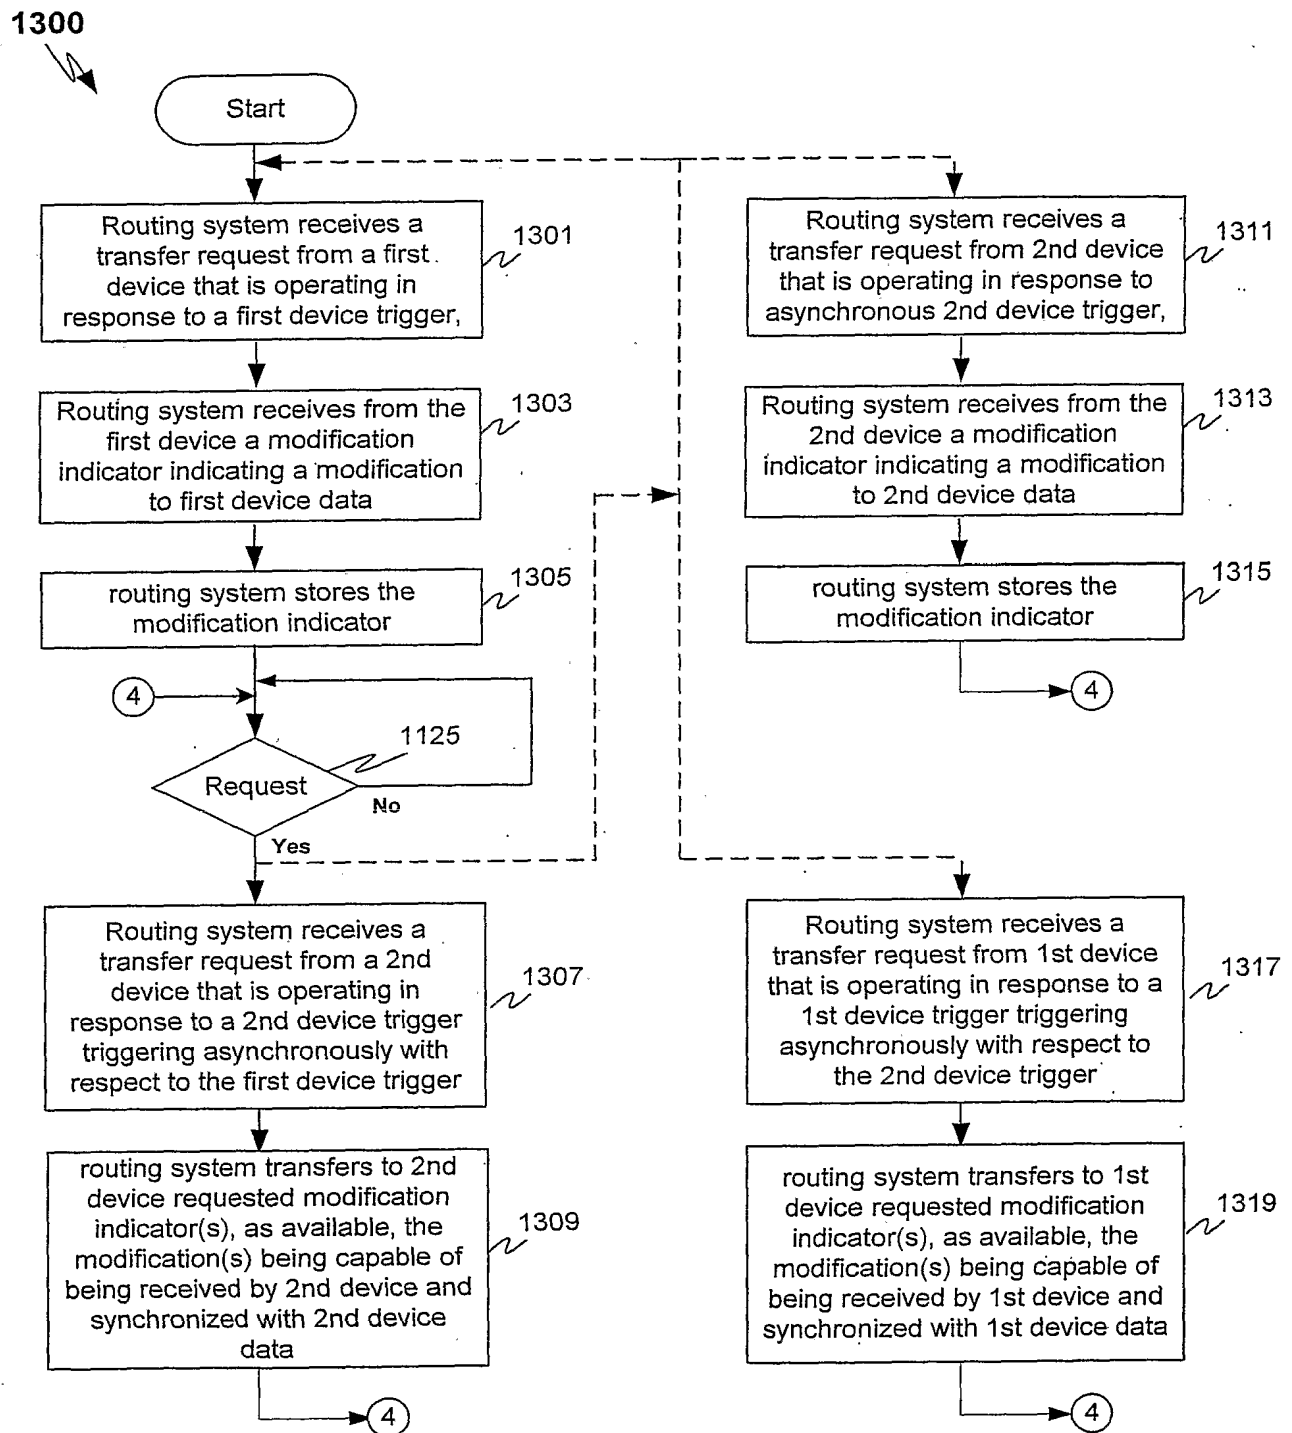 1300
Start
Routing system receives a
transfer request from a first
device that is operating in
response to a first device trigger,
1301
Routing system receives from the
first device a modification
indicator indicating a modification
to first device data
1303
routing system stores the
modification indicator
1305
4
Request
1125
No
Yes
Routing system receives a
transfer request from a 2nd
device that is operating in
response to a 2nd device trigger
triggering asynchronously with
respect to the first device trigger
1307
routing system transfers to 2nd
device requested modification
indicator(s), as available, the
modification(s) being capable of
being received by 2nd device and
synchronized with 2nd device
data
1309
4
Routing system receives a
transfer request from 2nd device
that is operating in response to
asynchronous 2nd device trigger,
1311
Routing system receives from the
2nd device a modification
indicator indicating a modification
to 2nd device data
1313
routing system stores the
modification indicator
1315
4
Routing system receives a
transfer request from 1st device
that is operating in response to a
1st device trigger triggering
asynchronously with respect to
the 2nd device trigger
1317
routing system transfers to 1st
device requested modification
indicator(s), as available, the
modification(s) being capable of
being received by 1st device and
synchronized with 1st device data
1319
4